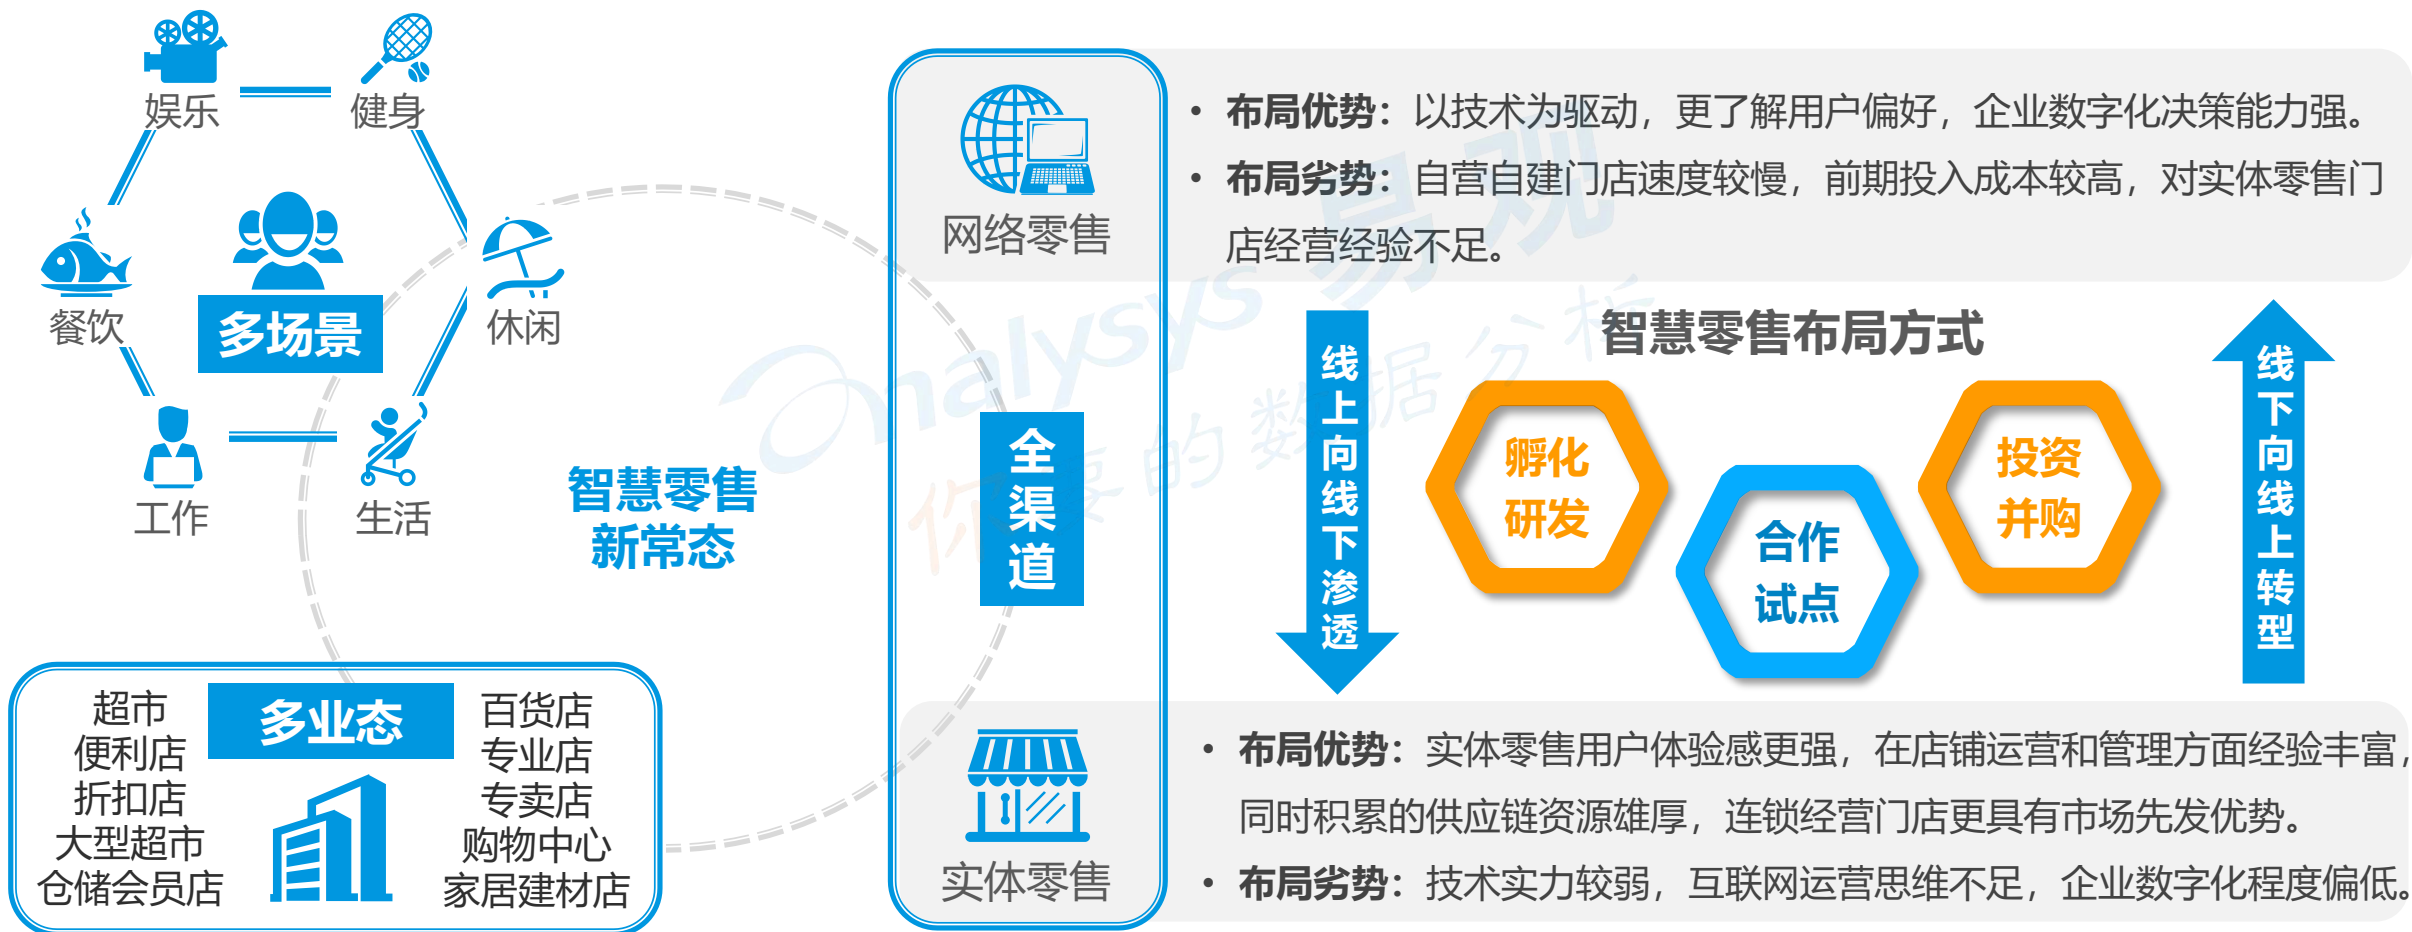 娱乐
健身
餐饮
多场景
休闲
工作
生活
智慧零售
新常态
超市
便利店
折扣店
大型超市
仓储会员店
多业态
百货店
专业店
专卖店
购物中心
家居建材店
网络零售
全渠道
实体零售
• 布局优势：以技术为驱动，更了解用户偏好，企业数字化决策能力强。
• 布局劣势：自营自建门店速度较慢，前期投入成本较高，对实体零售门
店经营经验不足。
线上向线下渗透
智慧零售布局方式
孵化
研发
合作
试点
投资
并购
线下向线上转型
• 布局优势：实体零售用户体验感更强，在店铺运营和管理方面经验丰富，
同时积累的供应链资源雄厚，连锁经营门店更具有市场先发优势。
• 布局劣势：技术实力较弱，互联网运营思维不足，企业数字化程度偏低。
analysys 易观
你要的数据分析